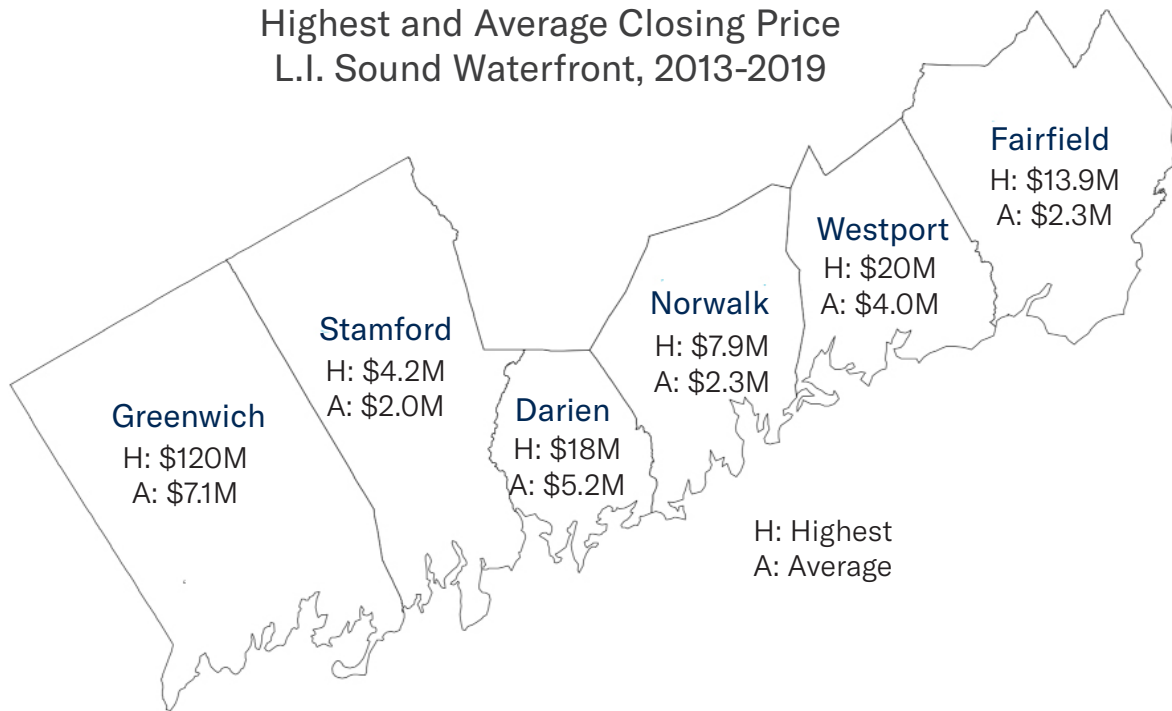 Highest and Average Closing Price
L.I. Sound Waterfront, 2013-2019
Fairfield
H: $13.9M
A: $2.3M
Westport
H: $20M
A: $4.0M
Norwalk
H: $7.9M
A: $2.3M
Stamford
H: $4.2M
A: $2.0M
Darien
H: $18M
A: $5.2M
Greenwich
H: $120M
A: $7.1M
H: Highest
A: Average